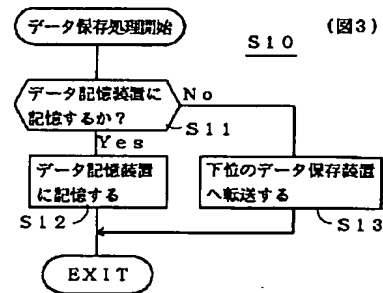 データ保存処理開始
(図3)
S10
データ記憶装置に
記憶するか?
No
S11
Yes
データ記憶装置
に記憶する
下位のデータ保存装置
へ転送する
S12
S13
EXIT